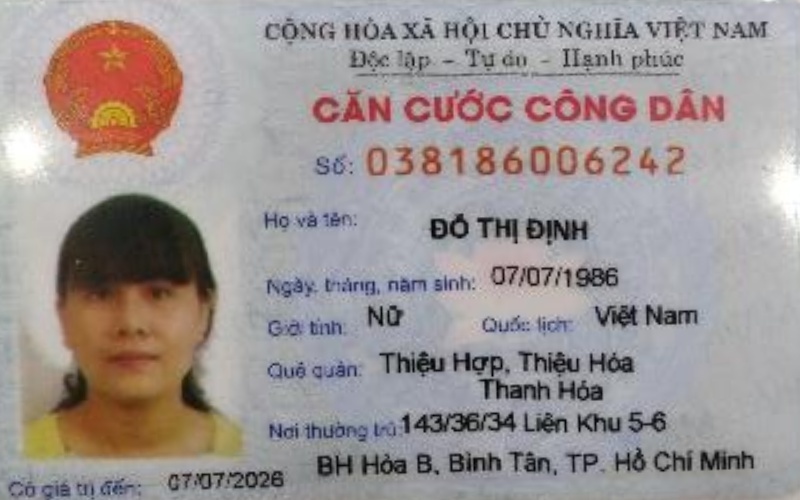 CỘNG HÒA XÃ HỘI CHỦ NGHĨA VIỆT NAM
Độc lập - Tự do - Hạnh phúc
CĂN CƯỚC CÔNG DÂN
Số: 038186006242
Họ và tên: ĐỖ THỊ ĐỊNH
Ngày, tháng, năm sinh: 07/07/1986
Giới tính: Nữ Quốc tịch: Việt Nam
Quê quán: Thiệu Hợp, Thiệu Hóa
Thanh Hóa
Nơi thường trú: 143/36/34 Liên Khu 5-6
BH Hòa B, Bình Tân, TP. Hồ Chí Minh
Có giá trị đến: 07/07/2026